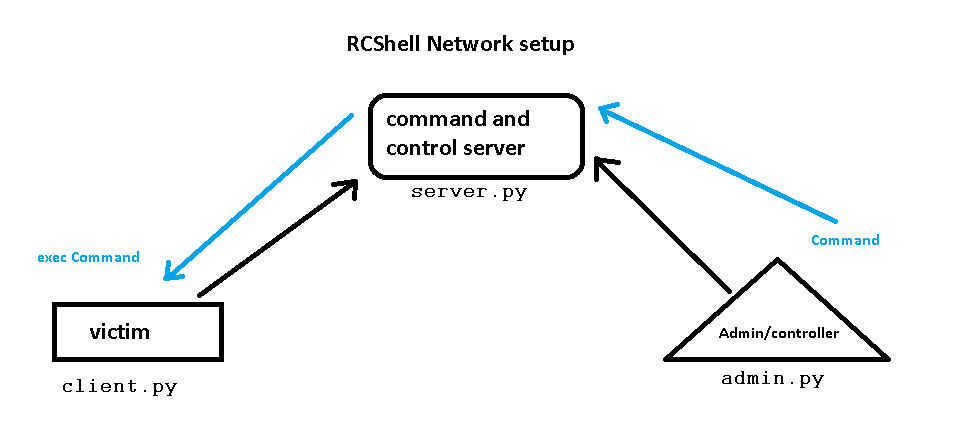 RCShell Network setup
command and
control server
server.py
Command
exec Command
victim
Admin/controller
client.py
admin.py